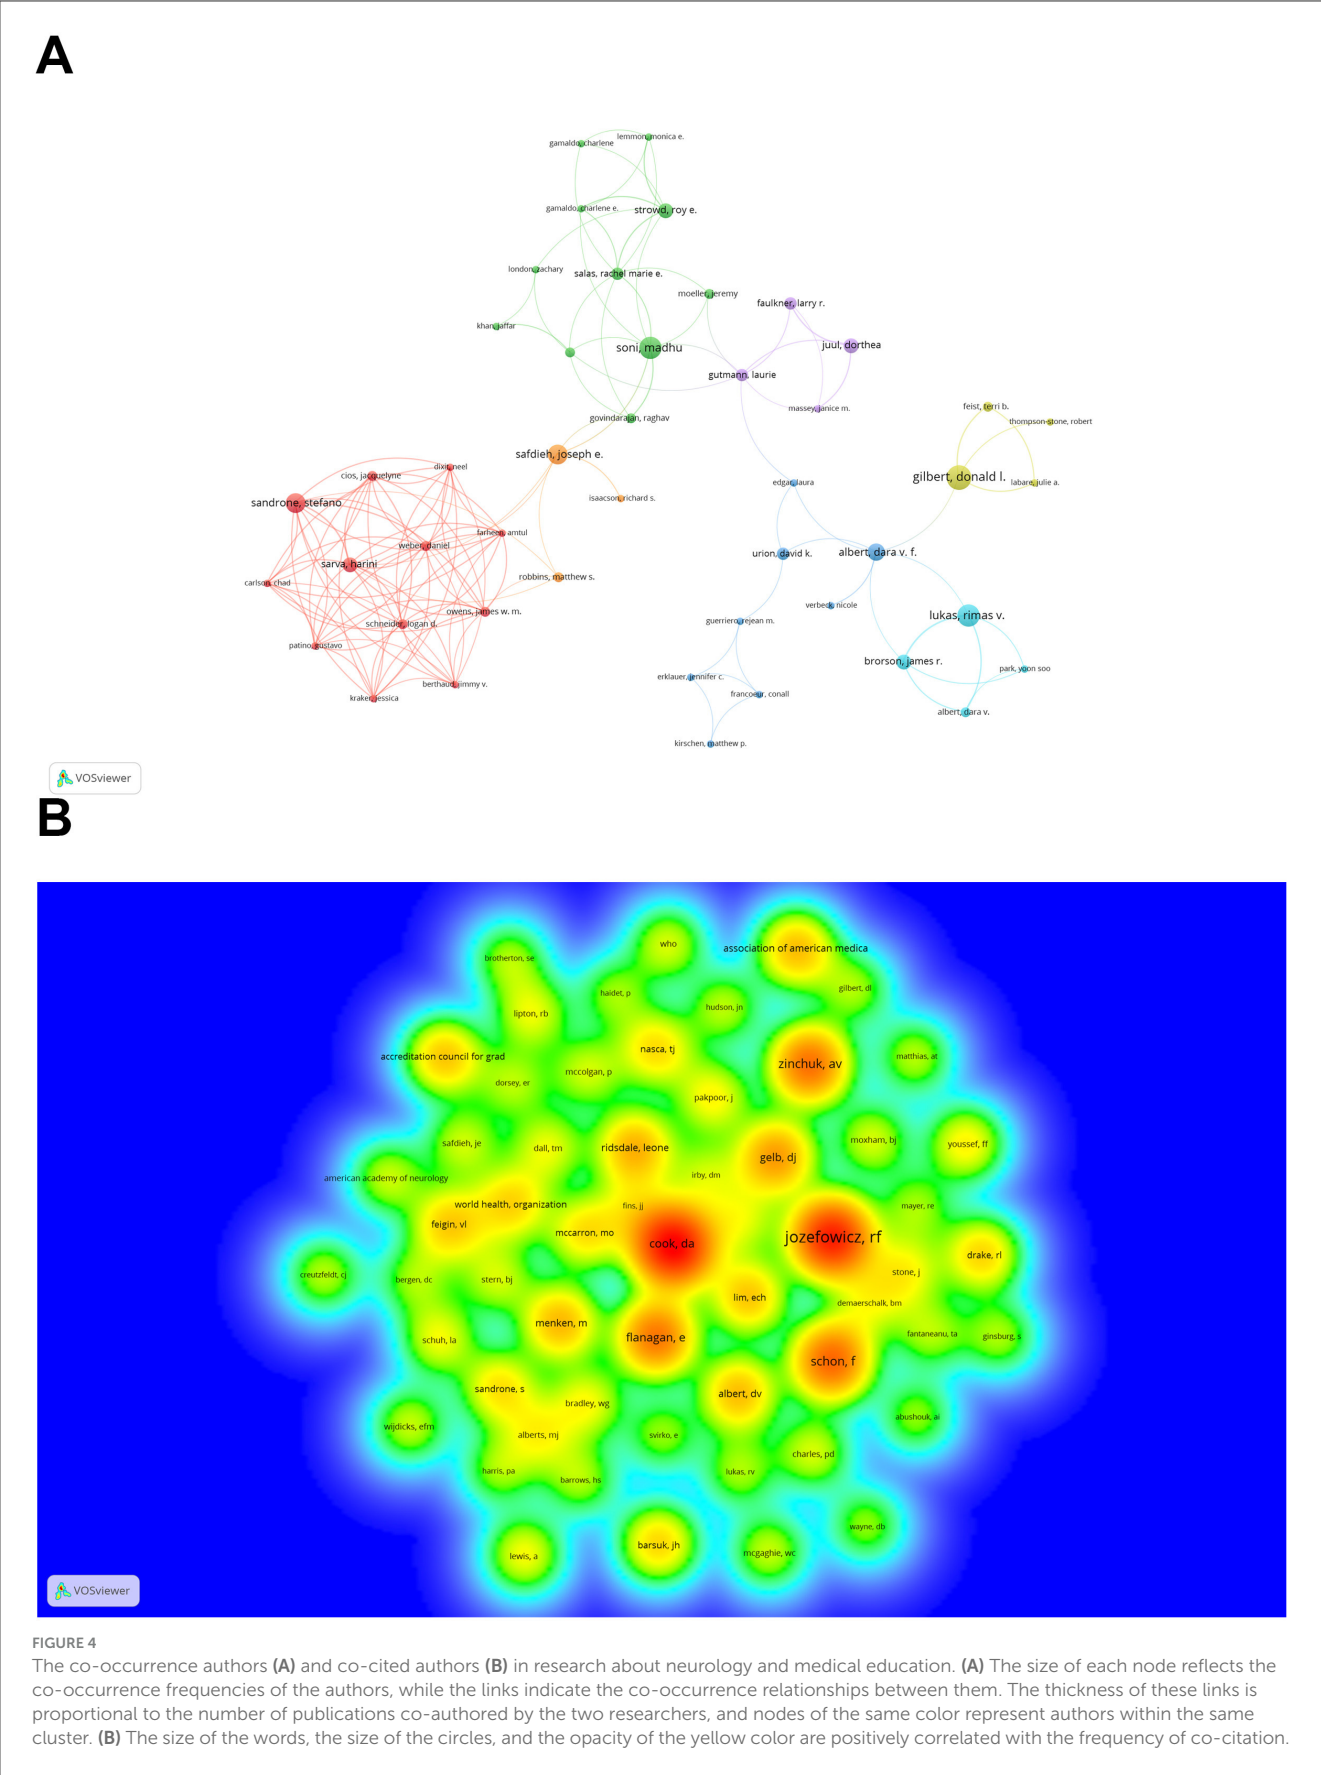 A
lemmon, monica e.
gamaldo, charlene
gamaldo, charlene e.
strowd, roy e.
london, zachary
salas, rachel marie e.
moeller, jeremy
faulkner, larry r.
khan, jaffar
soni, madhu
juul, dorthea
gutmann, laurie
massey, janice m.
feist, terri b.
govindarajan, raghav
thompson-stone, robert
safdieh, joseph e.
dixit, neel
cios, jacquelyne
gilbert, donald l.
edgar, laura
labare, julie a.
sandrone, stefano
isaacson, richard s.
farheen, amtul
weber, daniel
urion, david k.
albert, dara v. f.
sarva, harini
carlson, chad
robbins, matthew s.
verbeck, nicole
owens, james w. m.
lukas, rimas v.
schneider, logan d.
guerriero, rejean m.
patino, gustavo
brorson, james r.
park, yoon soo
erklauer, jennifer c.
berthaud, jimmy v.
francoeur, conall
kraker, jessica
albert, dara v.
kirschen, matthew p.
VOSviewer
B
who
association of american medica
brotherton, se
gilbert, dl
haidet, p
hudson, jn
lipton, rb
nasca, tj
accreditation council for grad
matthias, at
zinchuk, av
mccolgan, p
dorsey, er
pakpoor, j
safdieh, je
dall, tm
ridsdale, leone
moxham, bj
youssef, ff
gelb, dj
irby, dm
american academy of neurology
world health, organization
fins, jj
mayer, re
feigin, vl
mccarron, mo
cook, da
jozefowicz, rf
drake, rl
creutzfeldt, cj
bergen, dc
stern, bj
stone, j
lim, ech
demaerschalk, bm
menken, m
flanagan, e
fantaneanu, ta
ginsburg, s
schuh, la
schon, f
sandrone, s
albert, dv
bradley, wg
abushouk, ai
wijdicks, efm
alberts, mj
svirko, e
charles, pd
harris, pa
barrows, hs
lukas, rv
wayne, db
barsuk, jh
lewis, a
mcgaghie, wc
VOSviewer
FIGURE 4
The co-occurrence authors (A) and co-cited authors (B) in research about neurology and medical education. (A) The size of each node reflects the
co-occurrence frequencies of the authors, while the links indicate the co-occurrence relationships between them. The thickness of these links is
proportional to the number of publications co-authored by the two researchers, and nodes of the same color represent authors within the same
cluster. (B) The size of the words, the size of the circles, and the opacity of the yellow color are positively correlated with the frequency of co-citation.